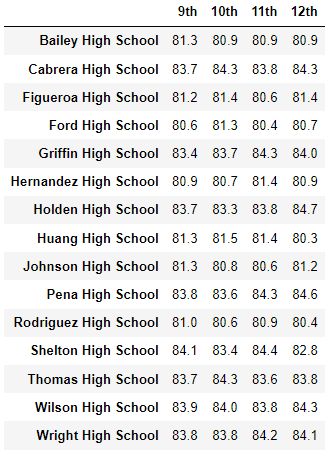 9th 10th 11th 12th
Bailey High School 81.3 80.9 80.9 80.9
Cabrera High School 83.7 84.3 83.8 84.3
Figueroa High School 81.2 81.4 80.6 81.4
Ford High School 80.6 81.3 80.4 80.7
Griffin High School 83.4 83.7 84.3 84.0
Hernandez High School 80.9 80.7 81.4 80.9
Holden High School 83.7 83.3 83.8 84.7
Huang High School 81.3 81.5 81.4 80.3
Johnson High School 81.3 80.8 80.6 81.2
Pena High School 83.8 83.6 84.3 84.6
Rodriguez High School 81.0 80.6 80.9 80.4
Shelton High School 84.1 83.4 84.4 82.8
Thomas High School 83.7 84.3 83.6 83.8
Wilson High School 83.9 84.0 83.8 84.3
Wright High School 83.8 83.8 84.2 84.1